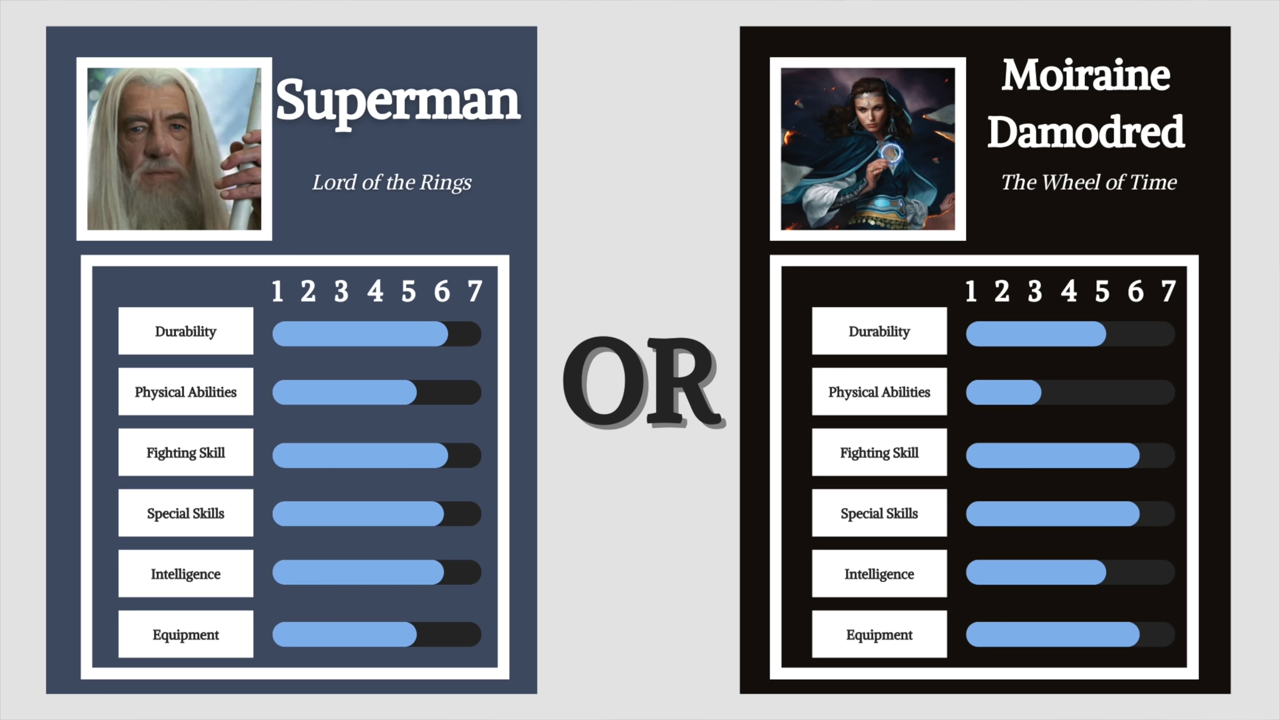 Superman
Lord of the Rings
1 2 3 4 5 6 7
Durability
Physical Abilities
Fighting Skill
Special Skills
Intelligence
Equipment
OR
Moiraine
Damodred
The Wheel of Time
1 2 3 4 5 6 7
Durability
Physical Abilities
Fighting Skill
Special Skills
Intelligence
Equipment